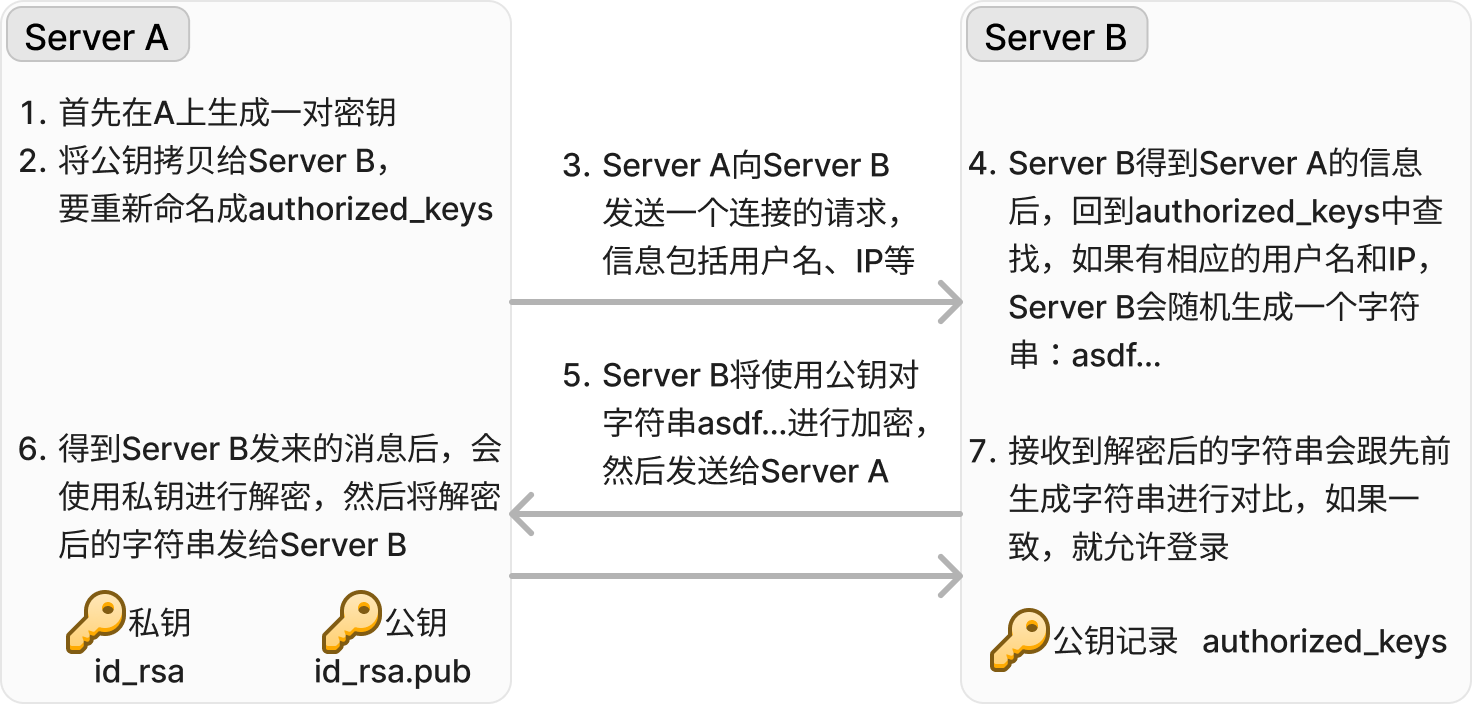 Server A
1. 首先在A上生成一对密钥
2. 将公钥拷贝给Server B，
要重新命名成authorized_keys
3. Server A向Server B
发送一个连接的请求，
信息包括用户名、IP等
Server B
4. Server B得到Server A的信息
后，回到authorized_keys中查
找，如果有相应的用户名和IP，
Server B会随机生成一个字符
串：asdf...
5. Server B将使用公钥对
字符串asdf...进行加密，
然后发送给Server A
6. 得到Server B发来的消息后，会
使用私钥进行解密，然后将解密
后的字符串发给Server B
7. 接收到解密后的字符串会跟先前
生成字符串进行对比，如果一
致，就允许登录
私钥
id_rsa
公钥
id_rsa.pub
公钥记录 authorized_keys